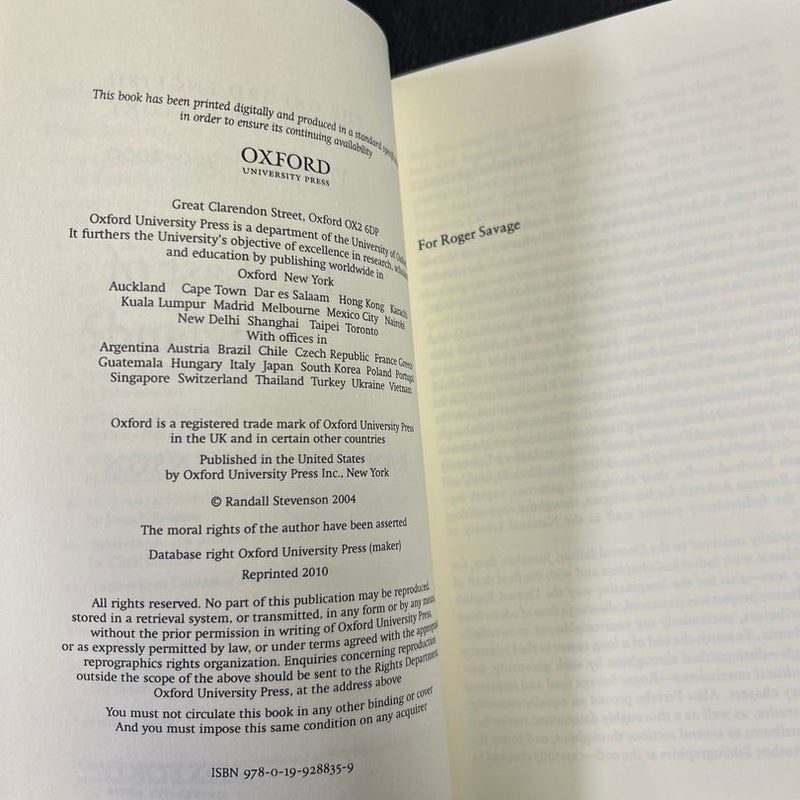 This book has been printed digitally and produced in a standard
in order to ensure its continuing availability
OXFORD
UNIVERSITY PRESS
Great Clarendon Street, Oxford OX2 6DP
Oxford University Press is a department of the University of
It furthers the University's objective of excellence in research,
and education by publishing worldwide in
Oxford New York
Auckland Cape Town Dar es Salaam Hong Kong Karachi
Kuala Lumpur Madrid Melbourne Mexico City Nairobi
New Delhi Shanghai Taipei Toronto
With offices in
Argentina Austria Brazil Chile Czech Republic France Greece
Guatemala Hungary Italy Japan South Korea Poland Portugal
Singapore Switzerland Thailand Turkey Ukraine Vietnam
Oxford is a registered trade mark of Oxford University Press
in the UK and in certain other countries
Published in the United States
by Oxford University Press Inc., New York
© Randall Stevenson 2004
The moral rights of the author have been asserted
Database right Oxford University Press (maker)
Reprinted 2010
All rights reserved. No part of this publication may be reproduced,
stored in a retrieval system, or transmitted, in any form or by any means,
without the prior permission in writing of Oxford University Press,
or as expressly permitted by law, or under terms agreed with the
reprographics rights organization. Enquiries concerning reproduction
outside the scope of the above should be sent to the Rights Department,
Oxford University Press, at the address above
You must not circulate this book in any other binding or cover
And you must impose this same condition on any acquirer
ISBN 978-0-19-928835-9
For Roger Savage